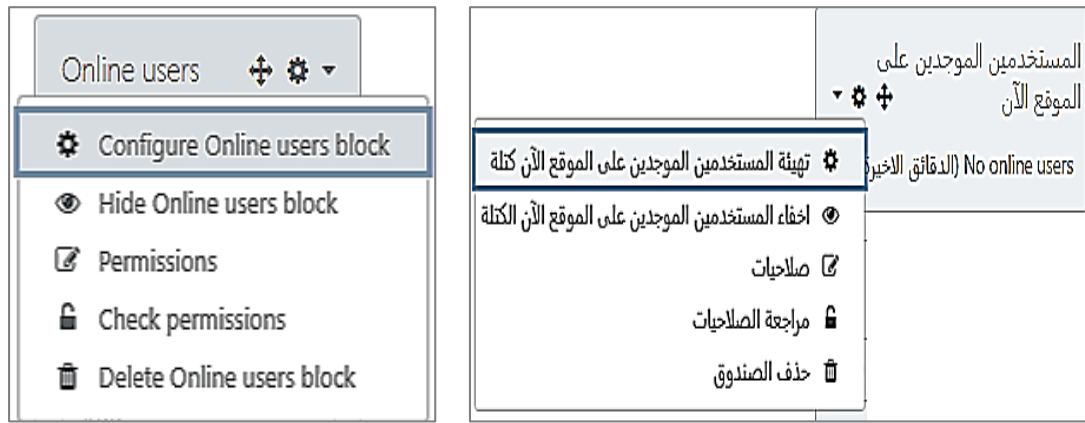 Online users
Configure Online users block
Hide Online users block
Permissions
Check permissions
Delete Online users block
المستخدمين الموجدين على
الموقع الآن
No online users (الدقائق الاخيرة
تهيئة المستخدمين الموجدين على الموقع الآن كتلة
اخفاء المستخدمين الموجدين على الموقع الآن الكتلة
صلاحيات
مراجعة الصلاحيات
حذف الصندوق